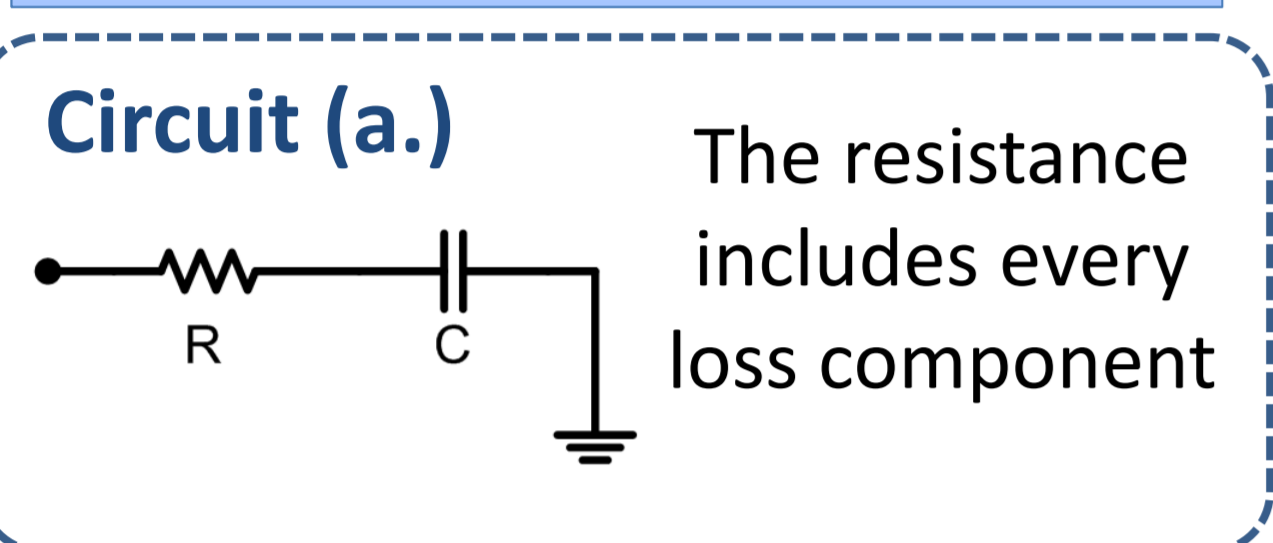 Circuit (a.)
The resistance
includes every
loss component
R
C